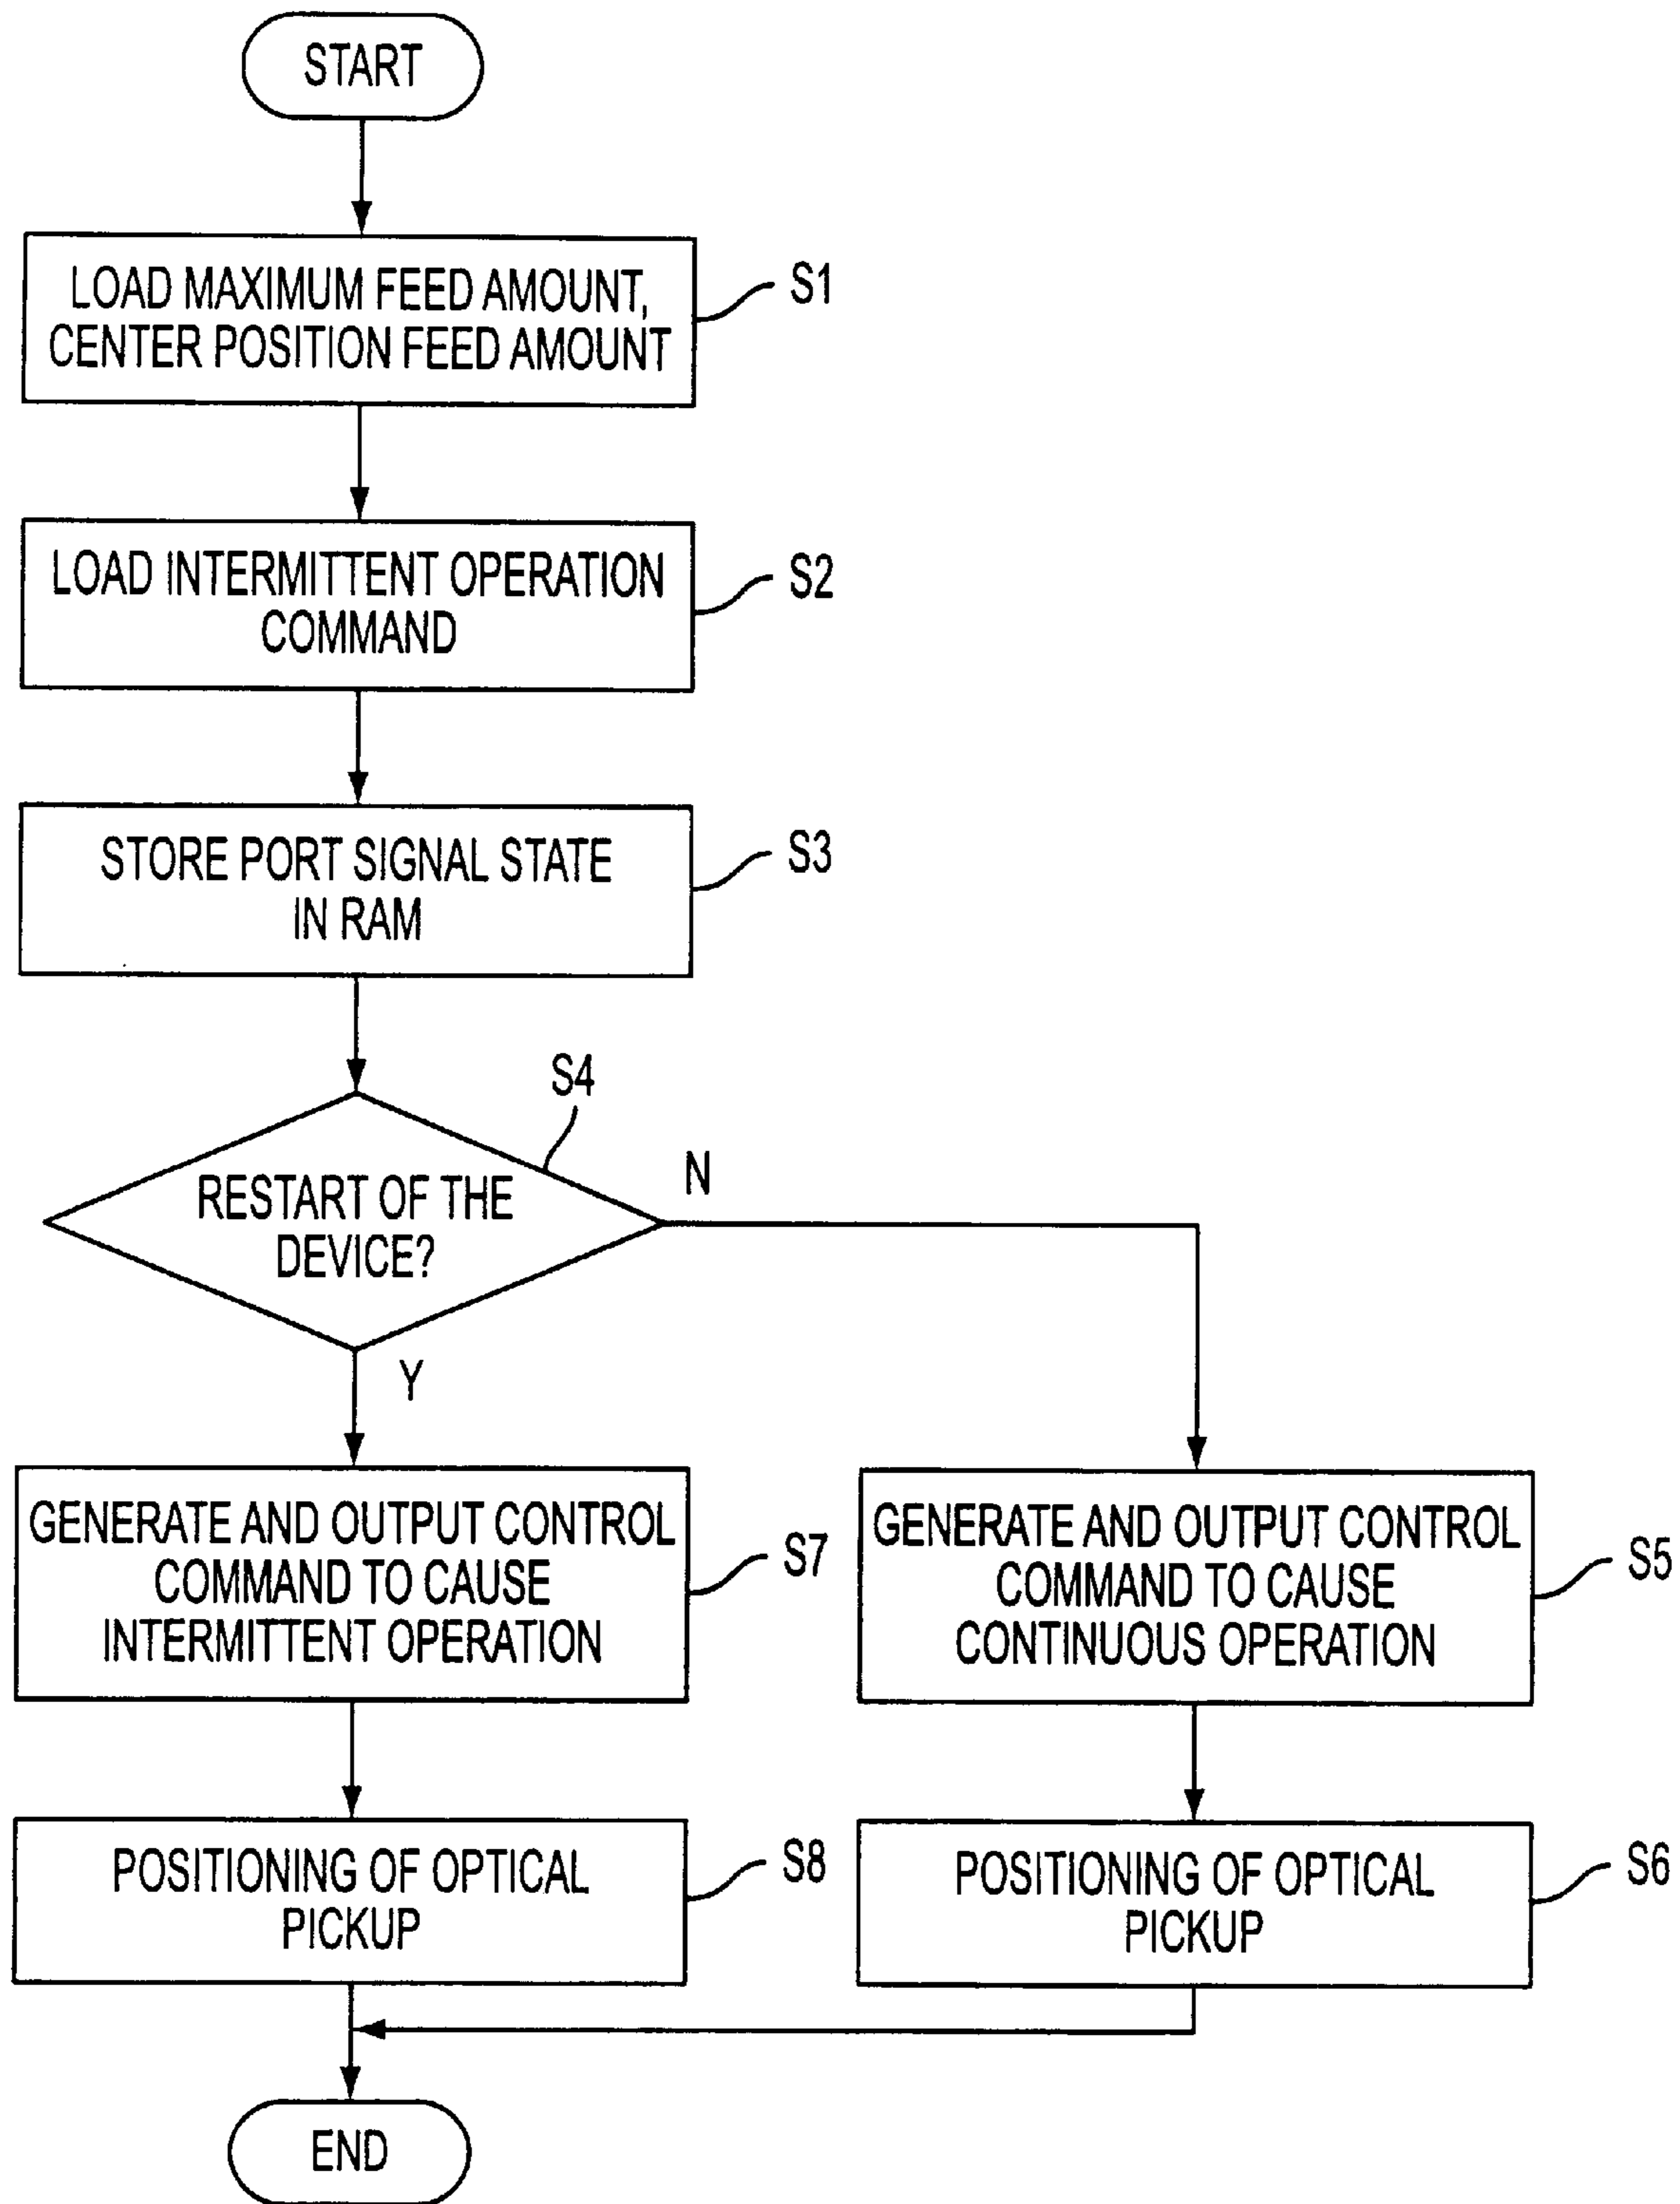 START
LOAD MAXIMUM FEED AMOUNT,
CENTER POSITION FEED AMOUNT
S1
LOAD INTERMITTENT OPERATION
COMMAND
S2
STORE PORT SIGNAL STATE
IN RAM
S3
S4
RESTART OF THE
DEVICE?
N
Y
GENERATE AND OUTPUT CONTROL
COMMAND TO CAUSE
INTERMITTENT OPERATION
S7
GENERATE AND OUTPUT CONTROL
COMMAND TO CAUSE
CONTINUOUS OPERATION
S5
POSITIONING OF OPTICAL
PICKUP
S8
POSITIONING OF OPTICAL
PICKUP
S6
END